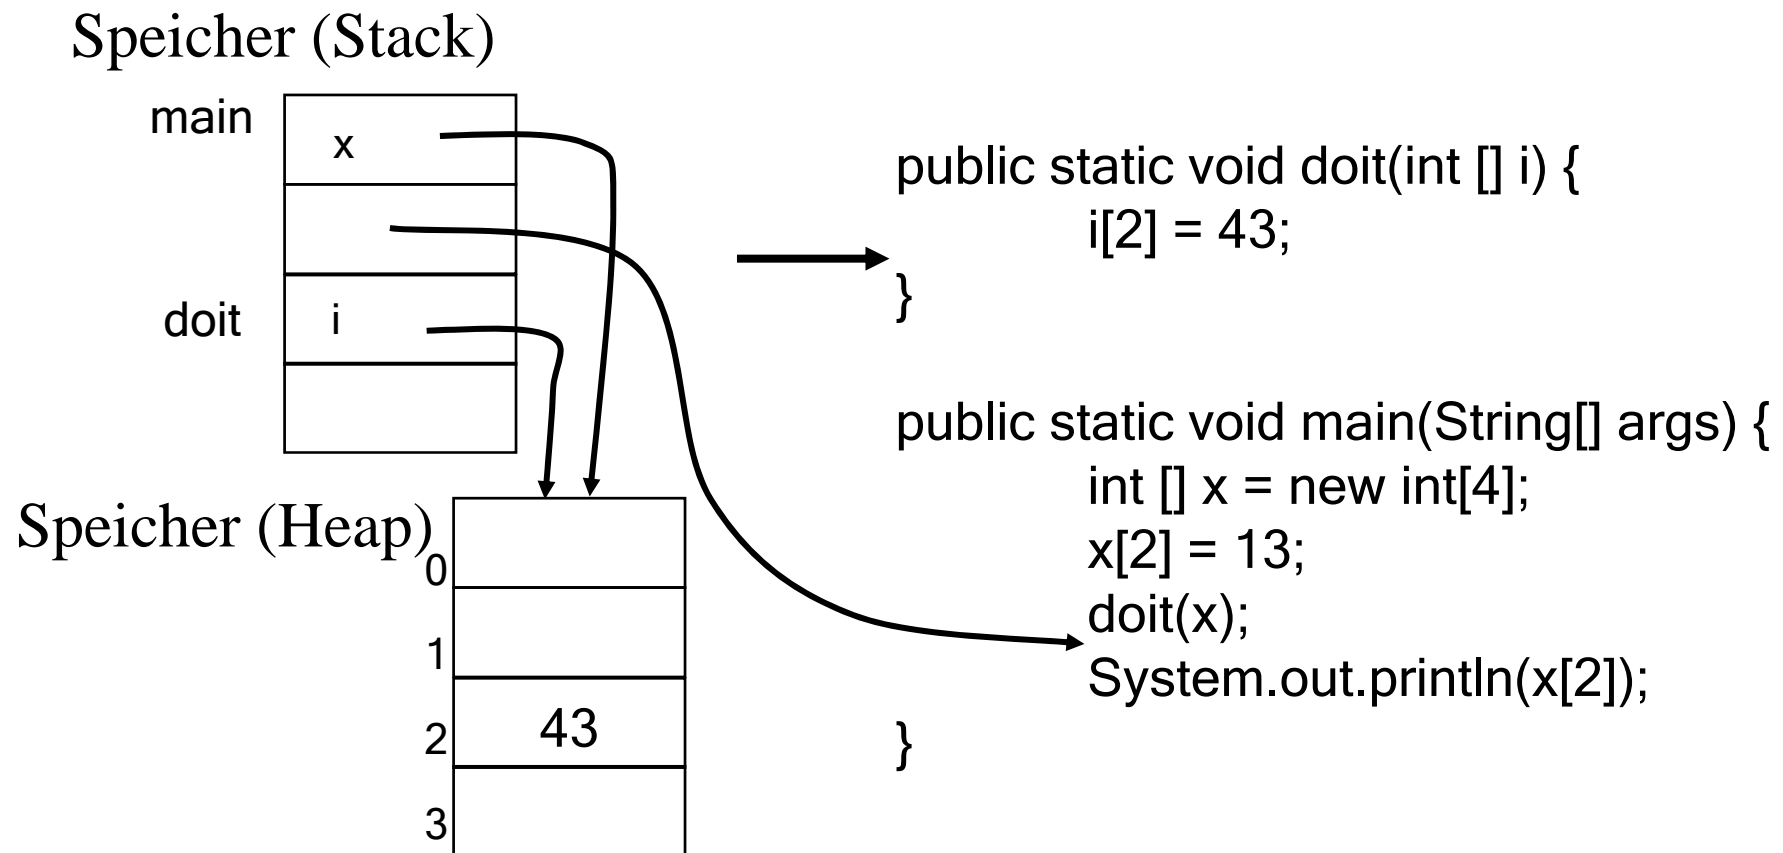 Speicher (Stack)
main
x
doit
i
Speicher (Heap)
0
1
2
43
3
public static void doit(int [] i) {
i[2] = 43;
}
public static void main(String[] args) {
int [] x = new int[4];
x[2] = 13;
doit(x);
System.out.println(x[2]);
}